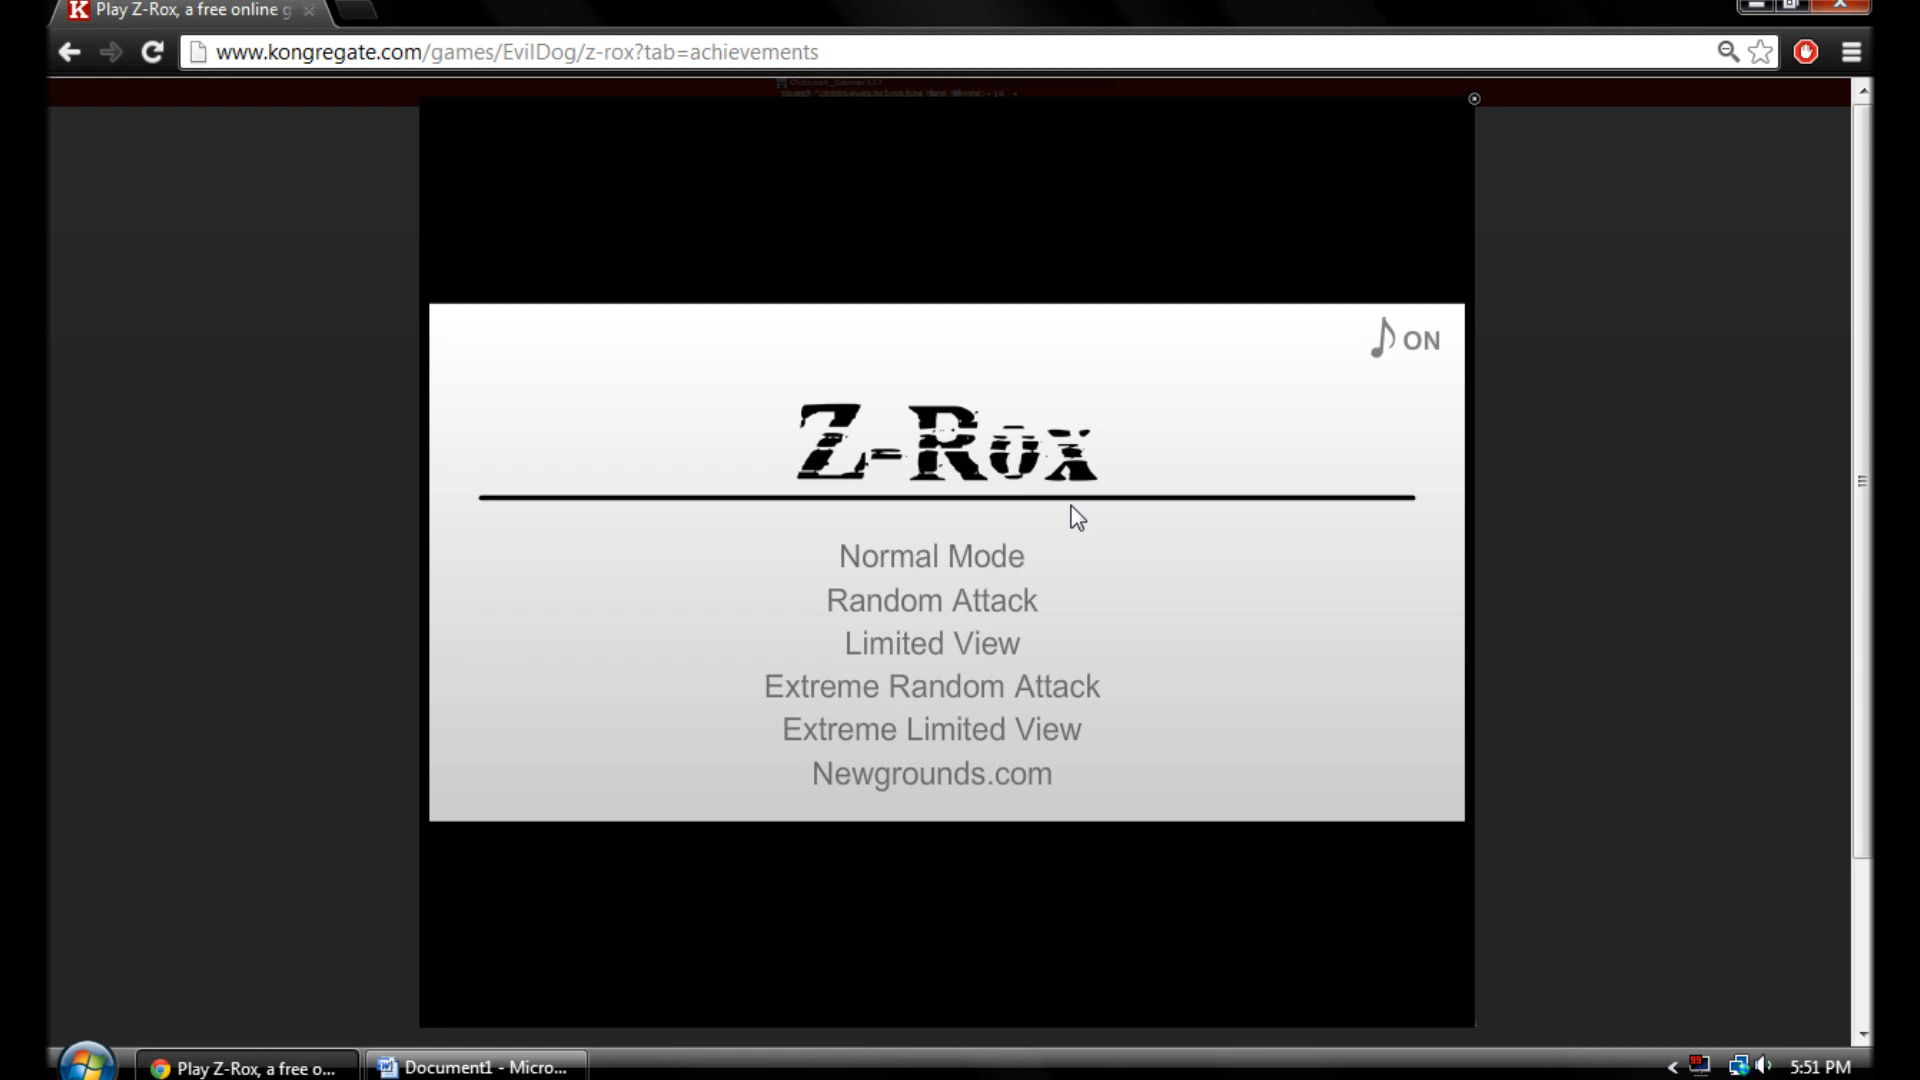 Play Z-Rox, a free online g
www.kongregate.com/games/EvilDog/z-rox?tab=achievements
ON
Z-Rox
Normal Mode
Random Attack
Limited View
Extreme Random Attack
Extreme Limited View
Newgrounds.com
Play Z-Rox, a free o...
Document1 - Micro...
99
5:51 PM